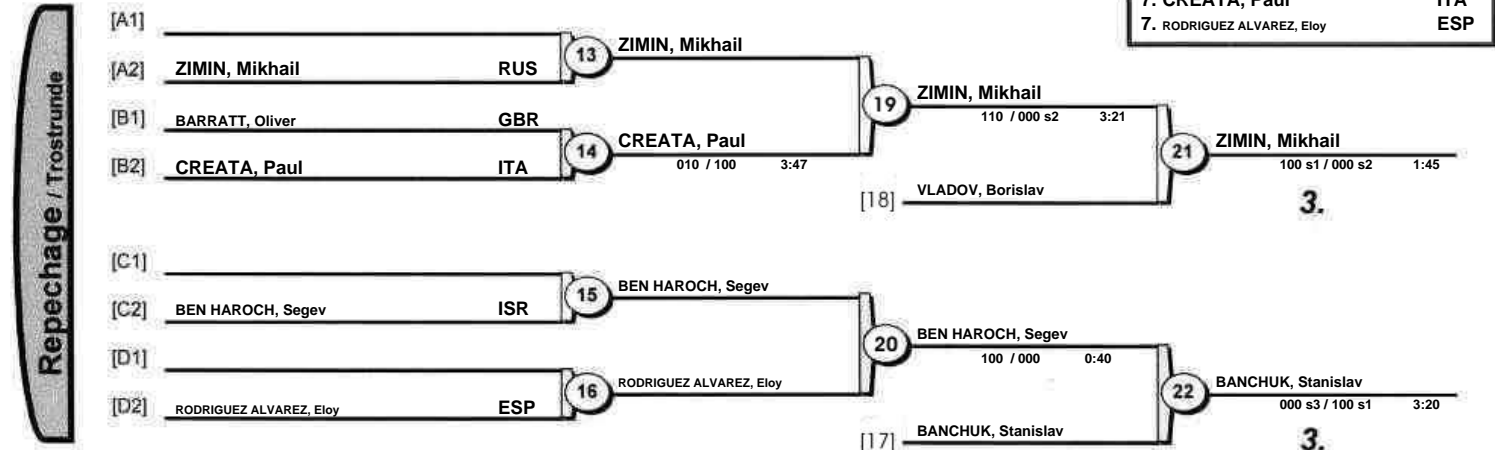 7. CREATA, Paul ITA
7. RODRIGUEZ ALVAREZ, Eloy ESP
Repechage / Trostrunde
[A1]
[A2] ZIMIN, Mikhail RUS
13 ZIMIN, Mikhail
[B1] BARRATT, Oliver GBR
[B2] CREATA, Paul ITA
14 CREATA, Paul
010 / 100 3:47
19 ZIMIN, Mikhail
110 / 000 s2 3:21
[18] VLADOV, Borislav
21 ZIMIN, Mikhail
100 s1 / 000 s2 1:45
3.
[C1]
[C2] BEN HAROCH, Segev ISR
15 BEN HAROCH, Segev
[D1]
[D2] RODRIGUEZ ALVAREZ, Eloy ESP
16 RODRIGUEZ ALVAREZ, Eloy
20 BEN HAROCH, Segev
100 / 000 0:40
[17] BANCHUK, Stanislav
22 BANCHUK, Stanislav
000 s3 / 100 s1 3:20
3.